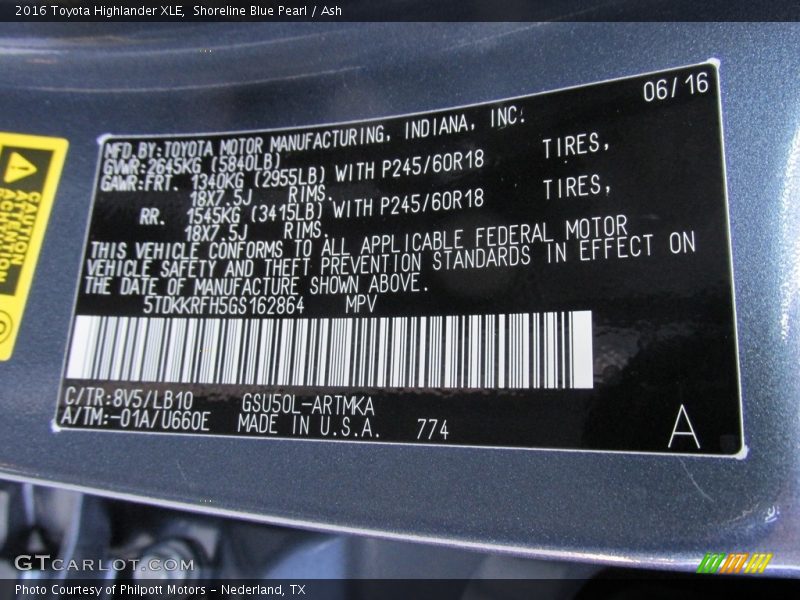 2016 Toyota Highlander XLE, Shoreline Blue Pearl / Ash
06/16
MFD.BY:TOYOTA MOTOR MANUFACTURING, INDIANA, INC.
GVWR:2645KG (5840LB)
GAWR:FRT. 1340KG (2955LB) WITH P245/60R18 TIRES,
18X7.5J RIMS.
RR. 1545KG (3415LB) WITH P245/60R18 TIRES,
18X7.5J RIMS.
THIS VEHICLE CONFORMS TO ALL APPLICABLE FEDERAL MOTOR
VEHICLE SAFETY AND THEFT PREVENTION STANDARDS IN EFFECT ON
THE DATE OF MANUFACTURE SHOWN ABOVE.
5TDKKRFH5GS162864 MPV
C/TR:8V5/LB10 GSU50L-ARTMKA
A/TM:-01A/U660E MADE IN U.S.A. 774
A
CAUTION
ACHTUNG
GTCARLOT.COM
Photo Courtesy of Philpott Motors - Nederland, TX